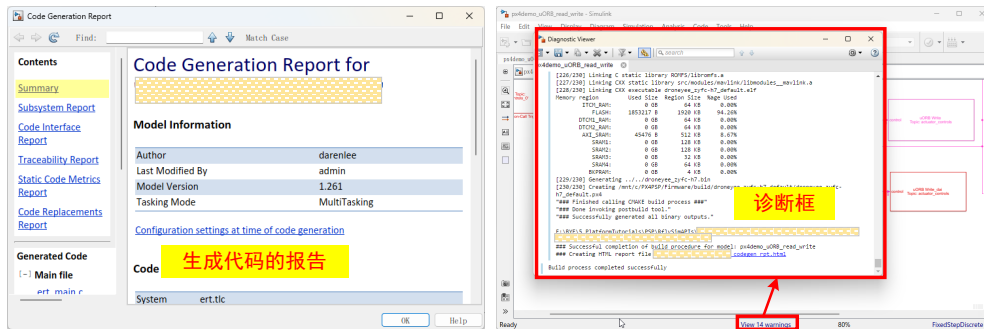 Code Generation Report
Find:
Match Case
Contents
Summary
Subsystem Report
Code Interface
Report
Traceability Report
Static Code Metrics
Report
Code Replacements
Report
Generated Code
[-] Main file
ert_main.c
Code Generation Report for
Model Information
Author darenlee
Last Modified By admin
Model Version 1.261
Tasking Mode MultiTasking
Configuration settings at time of code generation
生成代码的报告
Code
System ert.tlc
OK Help
px4demo_uORB_read_write - Simulink
File Edit View Display Diagram Simulation Analysis Code Tools Help
Diagnostic Viewer
Search
px4demo_uORB_read_write
[226/230] Linking C static library ROMFS/libromfs.a
[227/230] Linking CXX static library src/modules/mavlink/libmodules__mavlink.a
[228/230] Linking CXX executable droneyee_zyfc-h7_default.elf
Memory region Used Size Region Size %age Used
ITCM_RAM: 0 GB 64 KB 0.00%
FLASH: 1853217 B 1920 KB 94.26%
DTCM1_RAM: 0 GB 64 KB 0.00%
DTCM2_RAM: 0 GB 64 KB 0.00%
AXI_SRAM: 45476 B 512 KB 8.67%
SRAM1: 0 GB 128 KB 0.00%
SRAM2: 0 GB 128 KB 0.00%
SRAM3: 0 GB 32 KB 0.00%
SRAM4: 0 GB 64 KB 0.00%
BKPRAM: 0 GB 4 KB 0.00%
[229/230] Generating ../../droneyee_zyfc-h7.bin
[230/230] Creating /mnt/c/PX4PSP/Firmware/build/droneyee_zyfc-h7_default/droneyee_zyfc-
h7_default.px4
"### Finished calling CMAKE build process ###"
"### Done invoking postbuild tool."
"### Successfully generated all binary outputs."
诊断框
### Successful completion of build procedure for model: px4demo_uORB_read_write
### Creating HTML report file codegen_rpt.html
Build process completed successfully
Ready
View 14 warnings
80%
FixedStepDiscrete